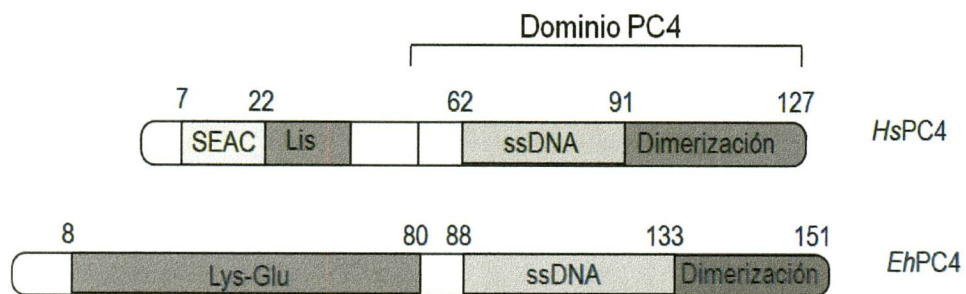 Dominio PC4
7 22 62 91 127
SEAC Lis ssDNA Dimerización HsPC4
8 80 88 133 151
Lys-Glu ssDNA Dimerización EhPC4